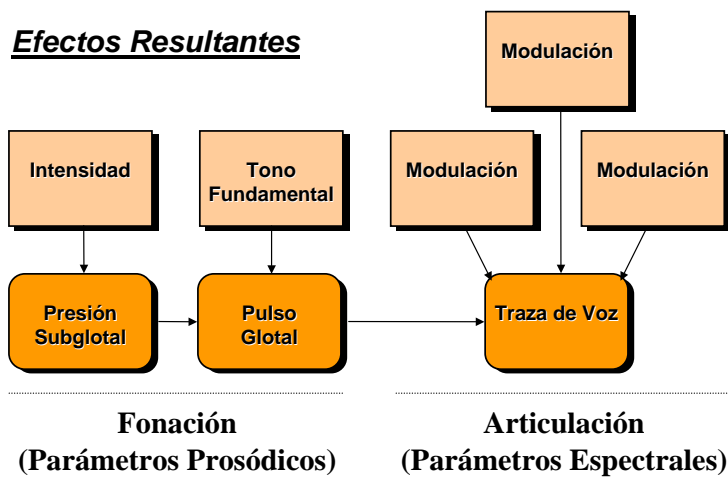 Efectos Resultantes
Modulación
Intensidad
Tono
Fundamental
Modulación
Modulación
Presión
Subglotal
Pulso
Glotal
Traza de Voz
Fonación
(Parámetros Prosódicos)
Articulación
(Parámetros Espectrales)